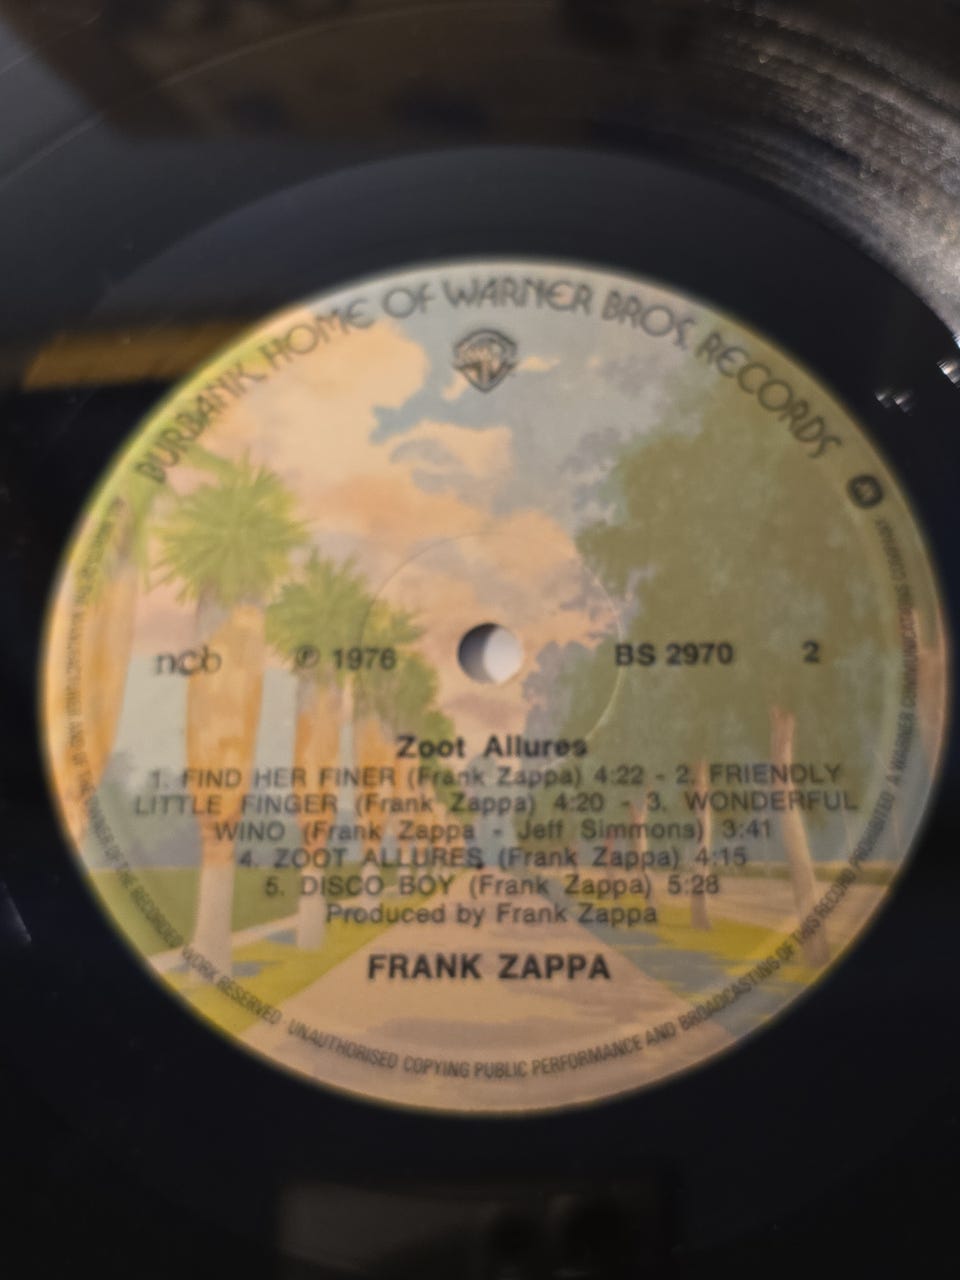 BURBANK, HOME OF WARNER BROS. RECORDS
ncb ℗ 1976 BS 2970 2
Zoot Allures
1. FIND HER FINER (Frank Zappa) 4:22 - 2. FRIENDLY
LITTLE FINGER (Frank Zappa) 4:20 - 3. WONDERFUL
WINO (Frank Zappa - Jeff Simmons) 3:41
4. ZOOT ALLURES (Frank Zappa) 4:15
5. DISCO BOY (Frank Zappa) 5:28
Produced by Frank Zappa
FRANK ZAPPA
OF THE RECORDED WORK RESERVED · UNAUTHORISED COPYING PUBLIC PERFORMANCE AND BROADCASTING OF THIS RECORD PROHIBITED A WARNER COMMUNICATIONS COMPANY